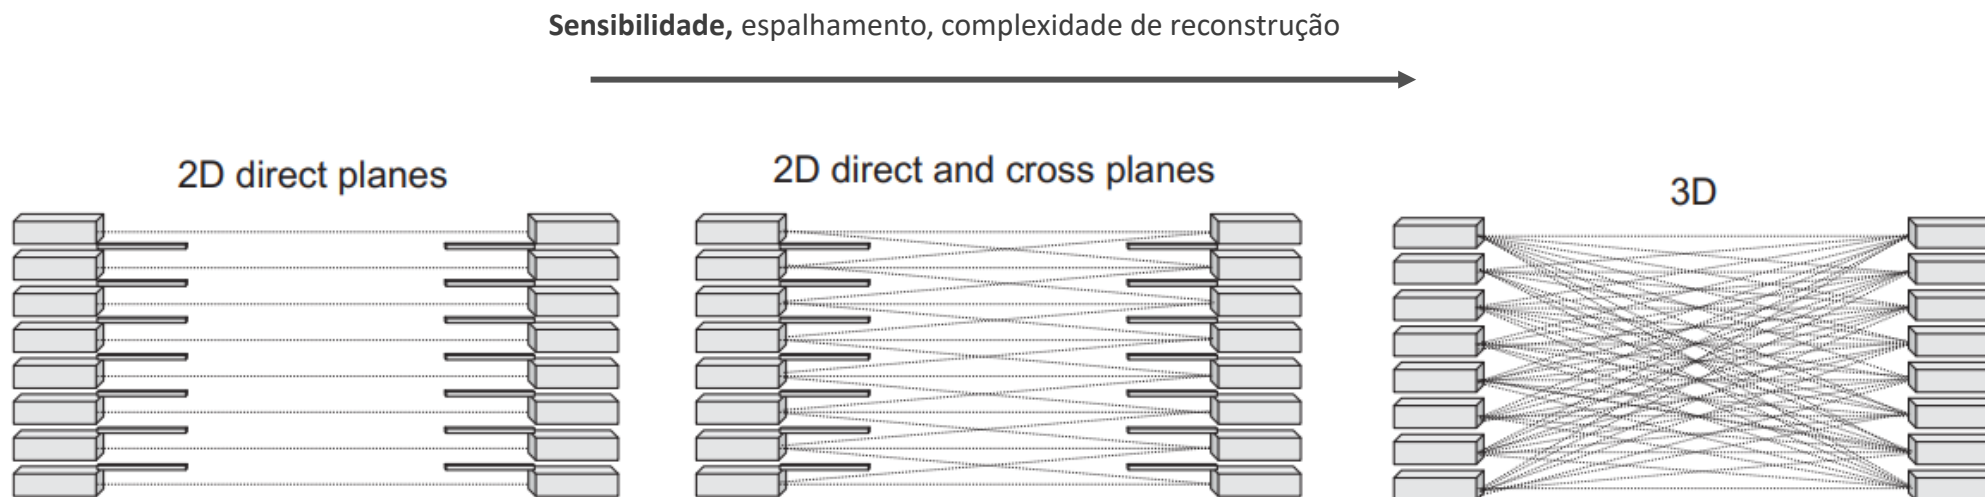 Sensibilidade, espalhamento, complexidade de reconstrução
2D direct planes
2D direct and cross planes
3D